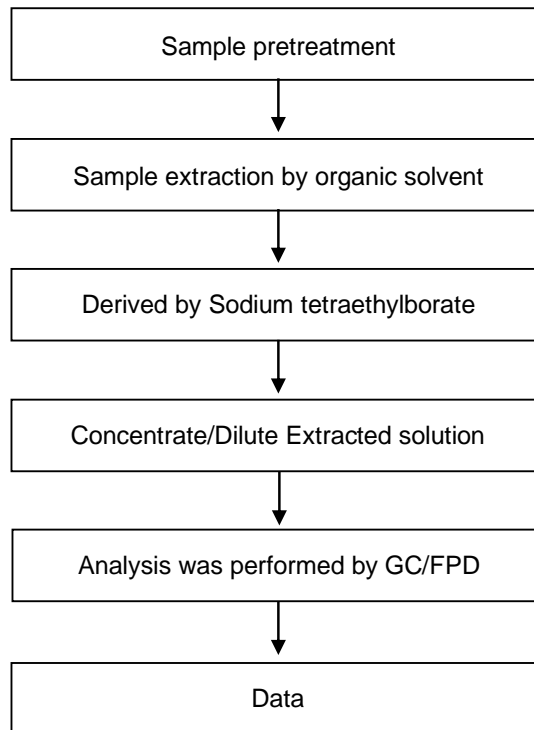 Sample pretreatment
Sample extraction by organic solvent
Derived by Sodium tetraethylborate
Concentrate/Dilute Extracted solution
Analysis was performed by GC/FPD
Data